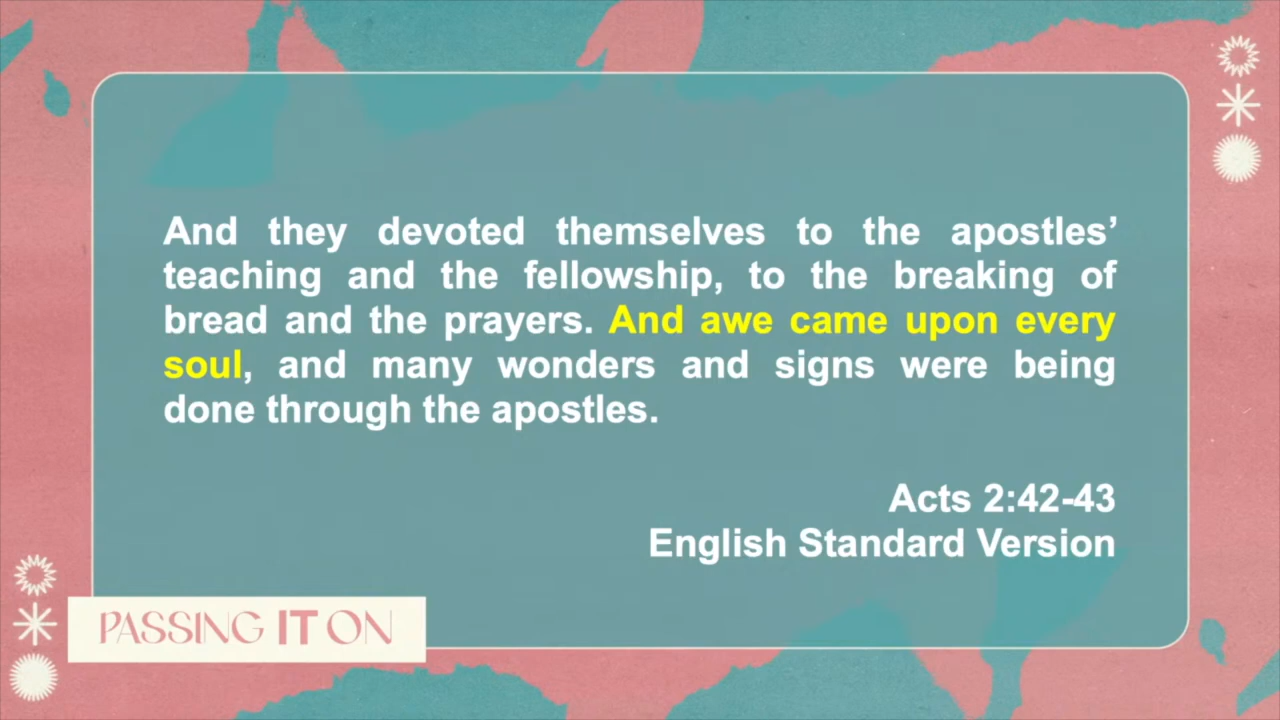 And they devoted themselves to the apostles’
teaching and the fellowship, to the breaking of
bread and the prayers. And awe came upon every
soul, and many wonders and signs were being
done through the apostles.
Acts 2:42-43
English Standard Version
PASSING IT ON